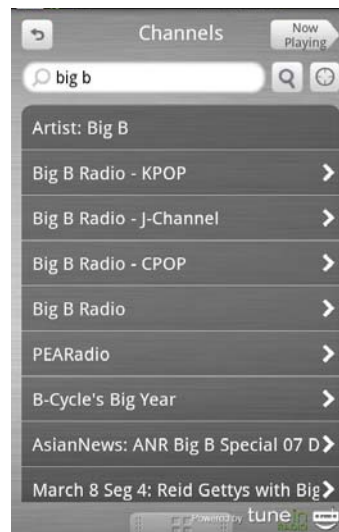 Channels
Now
Playing
big b
Artist: Big B
Big B Radio - KPOP
Big B Radio - J-Channel
Big B Radio - CPOP
Big B Radio
PEARadio
B-Cycle's Big Year
AsianNews: ANR Big B Special 07 D
March 8 Seg 4: Reid Gettys with Big
Powered by tunein